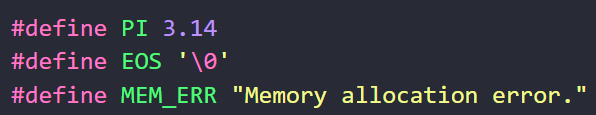 #define PI 3.14
#define EOS '\0'
#define MEM_ERR "Memory allocation error."